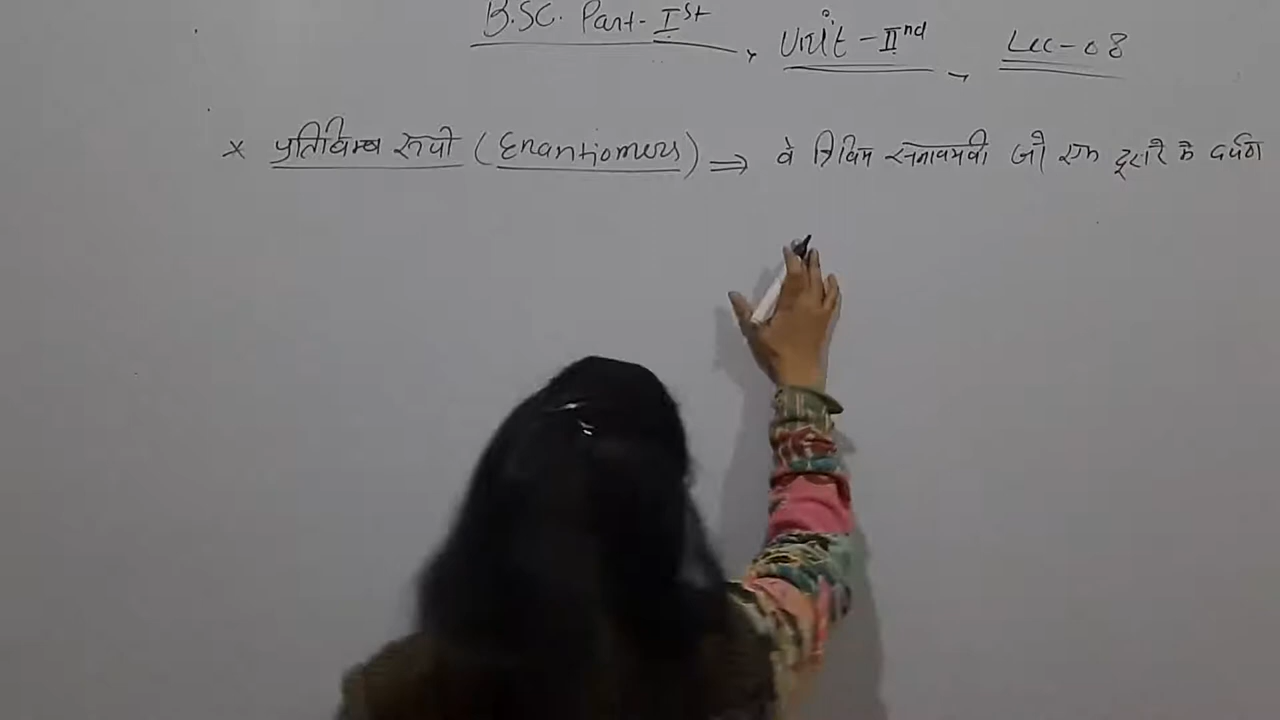 B.SC. Part-Ist, Unit-IInd, Lec-08
* प्रतिबिम्ब रूपी (Enantiomers) ⇒ वे त्रिविम समावयवी जो एक दूसरे के दर्पण